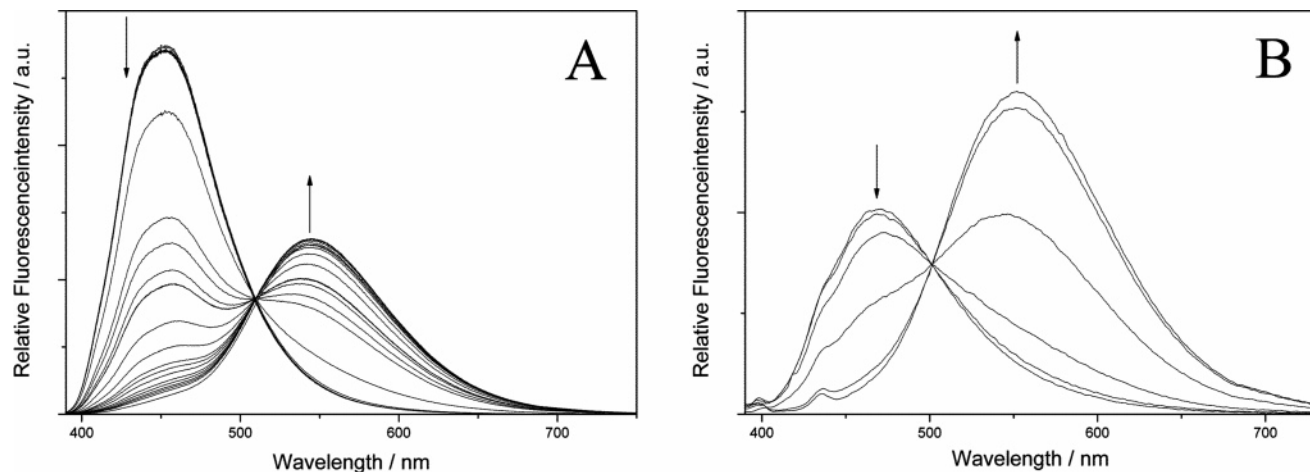 Relative Fluorescenceintensity / a.u.
A
400 500 600 700
Wavelength / nm
Relative Fluorescenceintensity / a.u.
B
400 500 600 700
Wavelength / nm